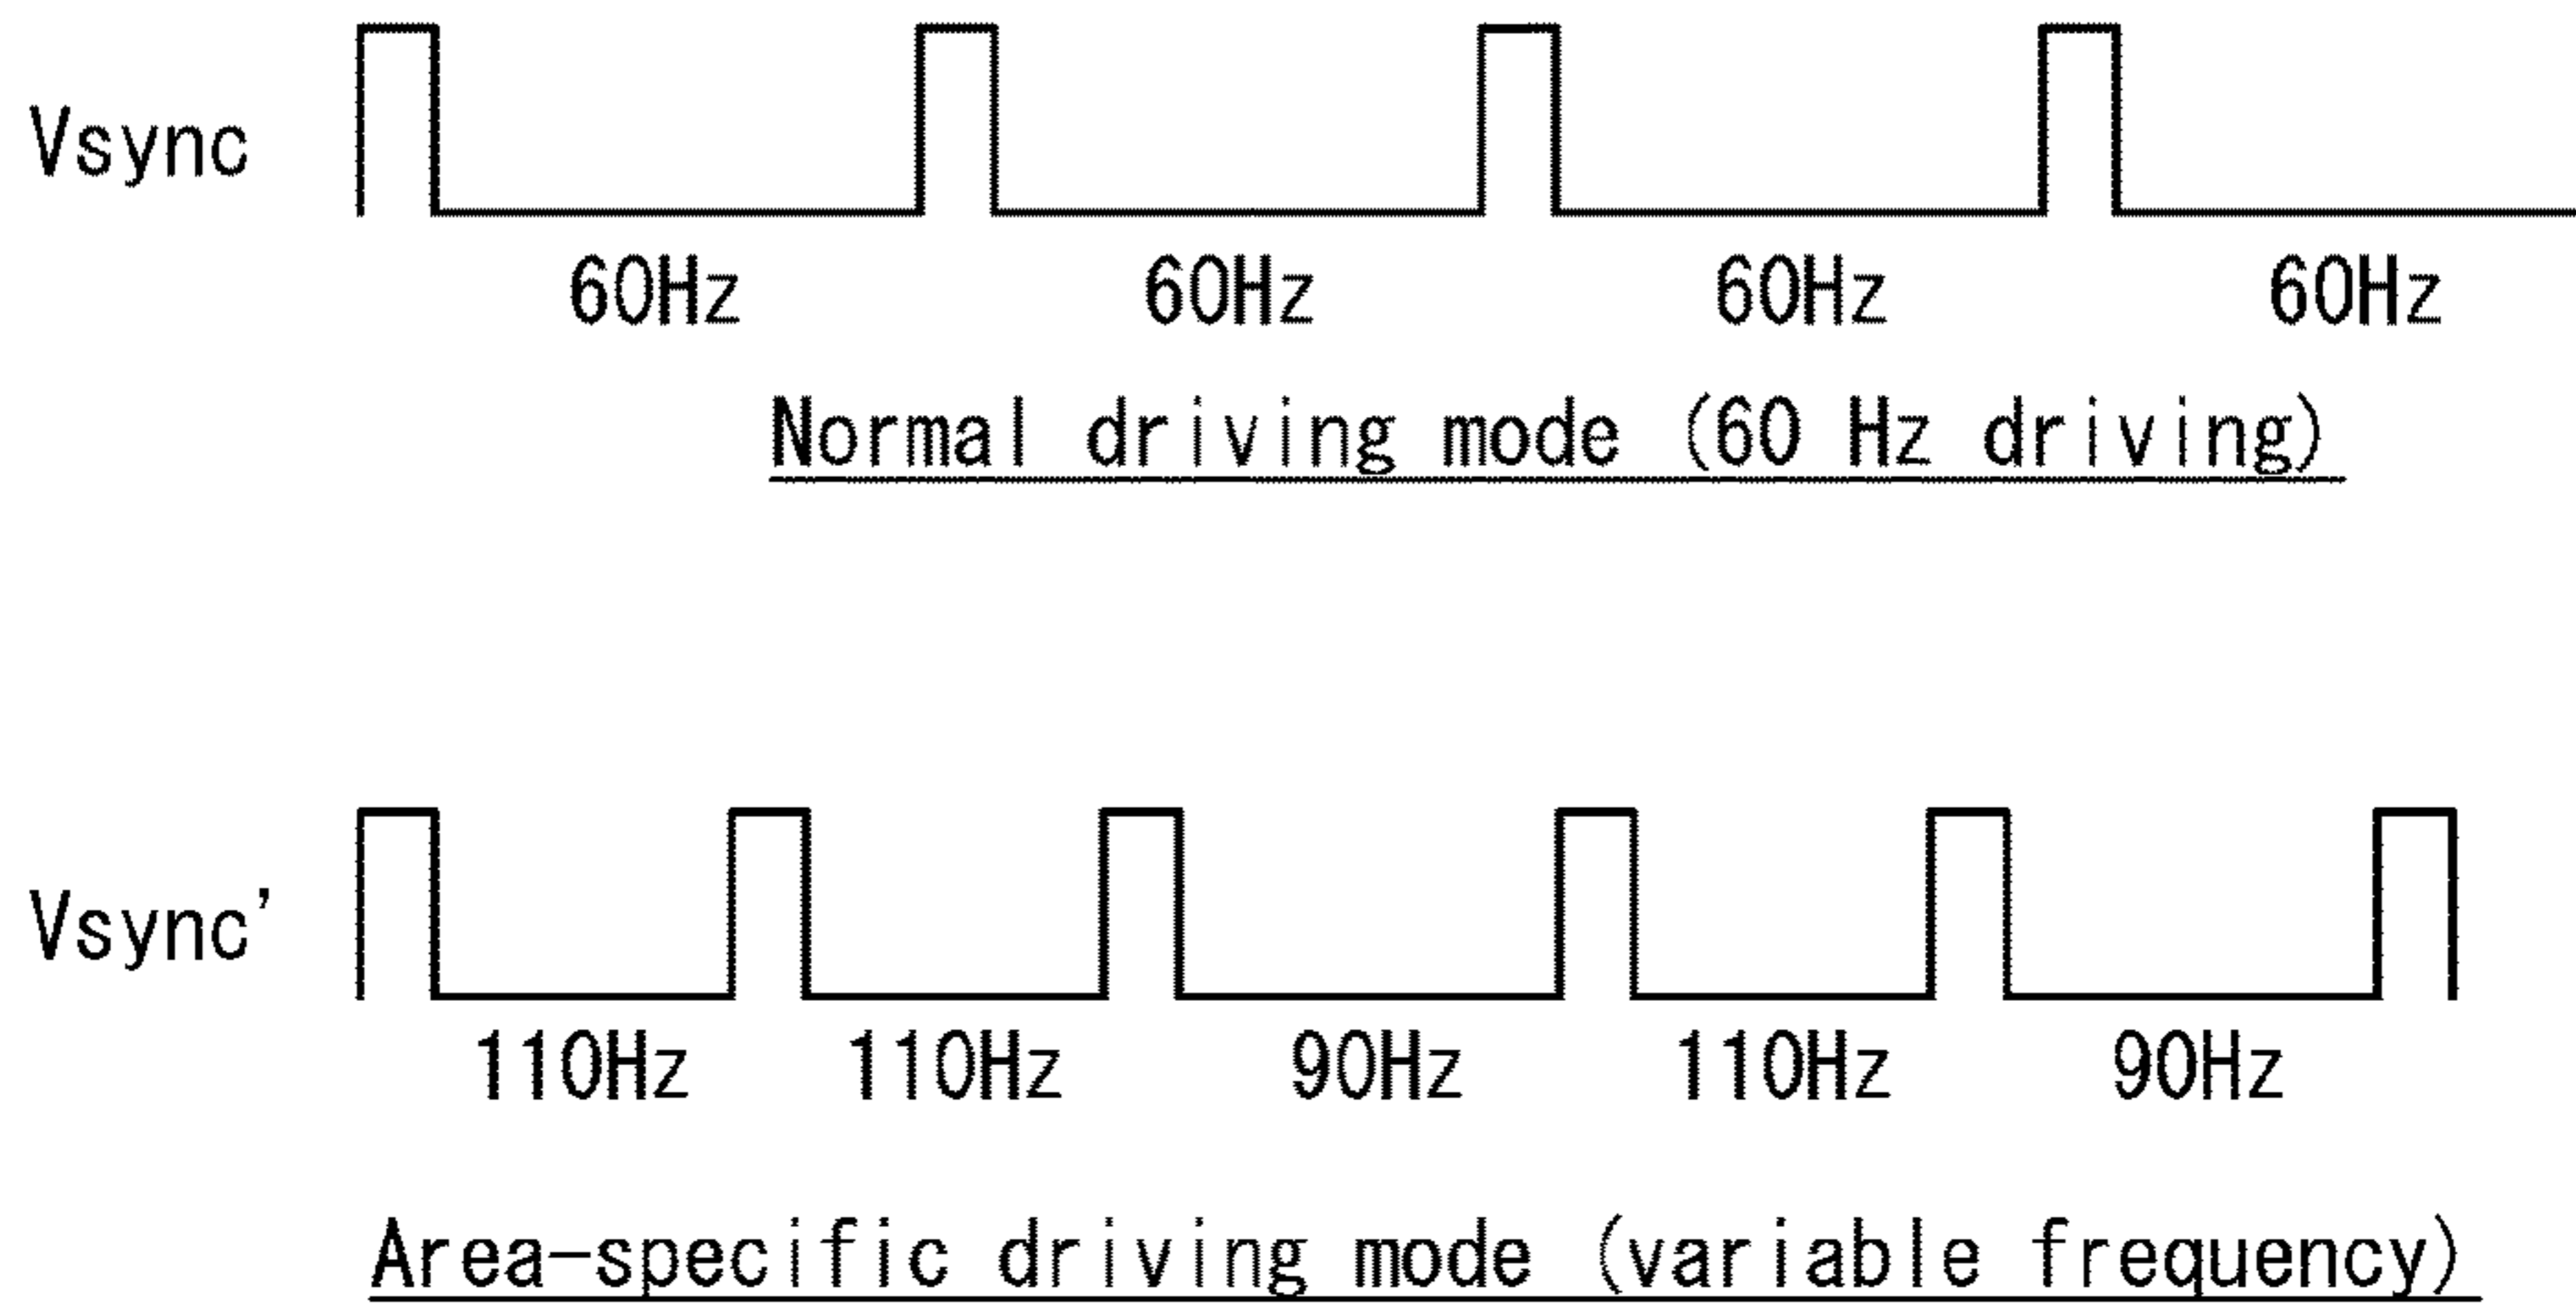 Vsync
60Hz 60Hz 60Hz 60Hz
Normal driving mode (60 Hz driving)
Vsync'
110Hz 110Hz 90Hz 110Hz 90Hz
Area-specific driving mode (variable frequency)